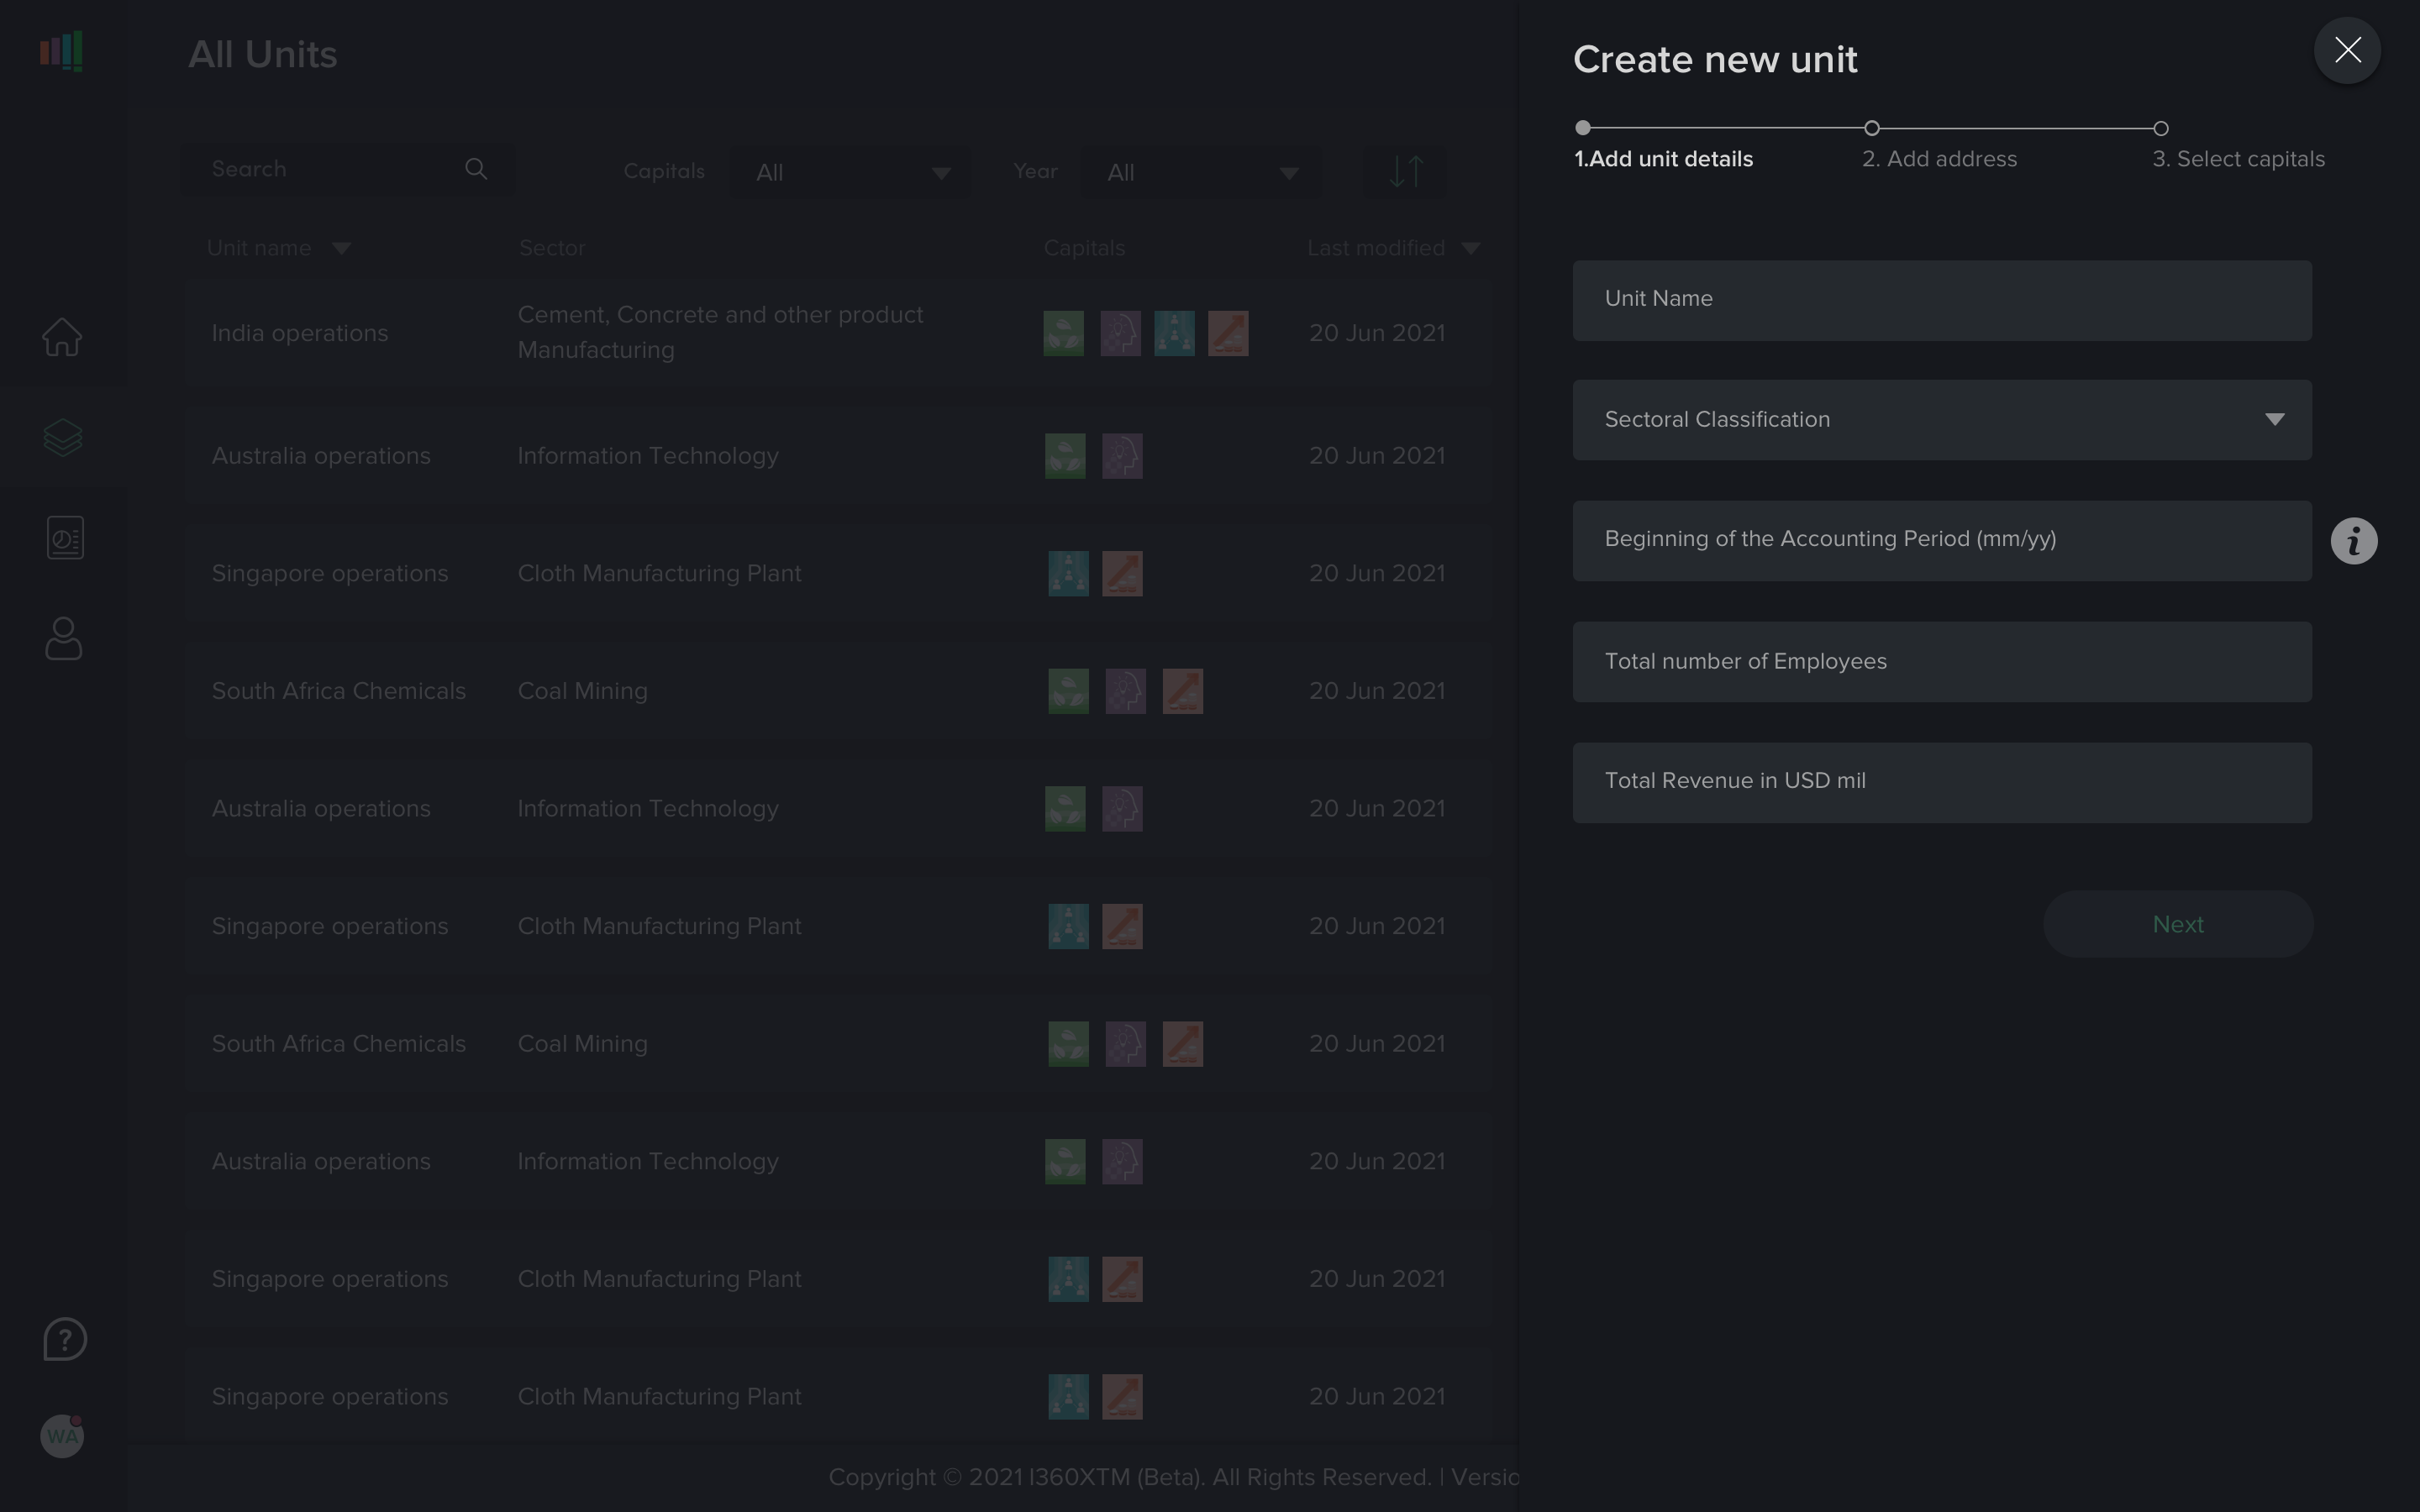 All Units
Search
Capitals
All
Year
All
Unit name
Sector
Capitals
Last modified
India operations
Cement, Concrete and other product
Manufacturing
20 Jun 2021
Australia operations
Information Technology
20 Jun 2021
Singapore operations
Cloth Manufacturing Plant
20 Jun 2021
South Africa Chemicals
Coal Mining
20 Jun 2021
Australia operations
Information Technology
20 Jun 2021
Singapore operations
Cloth Manufacturing Plant
20 Jun 2021
South Africa Chemicals
Coal Mining
20 Jun 2021
Australia operations
Information Technology
20 Jun 2021
Singapore operations
Cloth Manufacturing Plant
20 Jun 2021
Singapore operations
Cloth Manufacturing Plant
20 Jun 2021
?
WA
Copyright © 2021 I360XTM (Beta). All Rights Reserved. | Versio
Create new unit
1.Add unit details
2. Add address
3. Select capitals
Unit Name
Sectoral Classification
Beginning of the Accounting Period (mm/yy)
i
Total number of Employees
Total Revenue in USD mil
Next